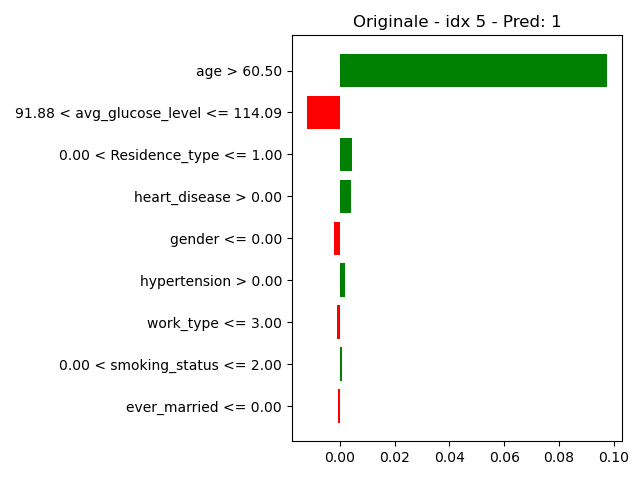 Originale - idx 5 - Pred: 1
age > 60.50
91.88 < avg_glucose_level <= 114.09
0.00 < Residence_type <= 1.00
heart_disease > 0.00
gender <= 0.00
hypertension > 0.00
work_type <= 3.00
0.00 < smoking_status <= 2.00
ever_married <= 0.00
0.00 0.02 0.04 0.06 0.08 0.10